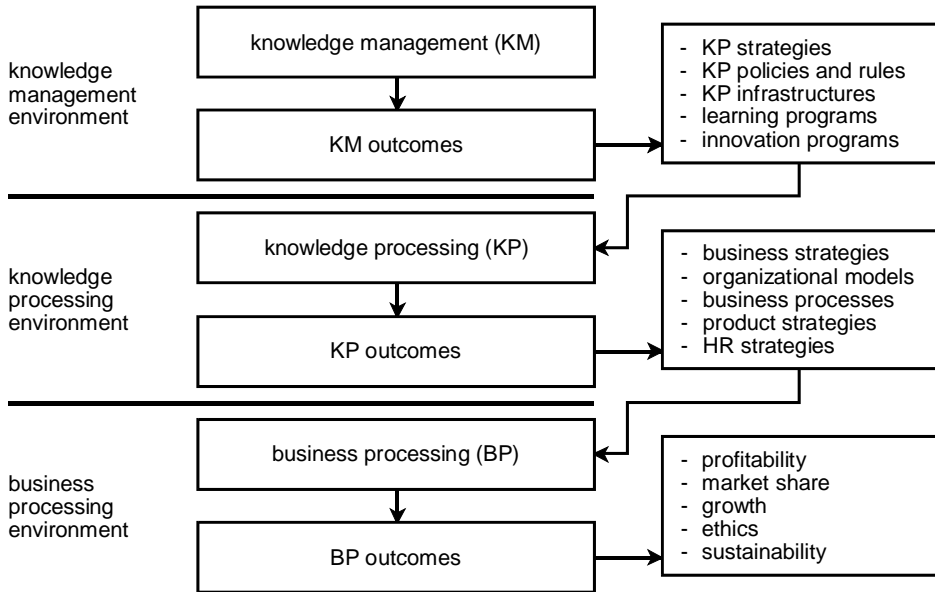 knowledge
management
environment
knowledge management (KM)
KM outcomes
- KP strategies
- KP policies and rules
- KP infrastructures
- learning programs
- innovation programs
knowledge
processing
environment
knowledge processing (KP)
KP outcomes
- business strategies
- organizational models
- business processes
- product strategies
- HR strategies
business
processing
environment
business processing (BP)
BP outcomes
- profitability
- market share
- growth
- ethics
- sustainability